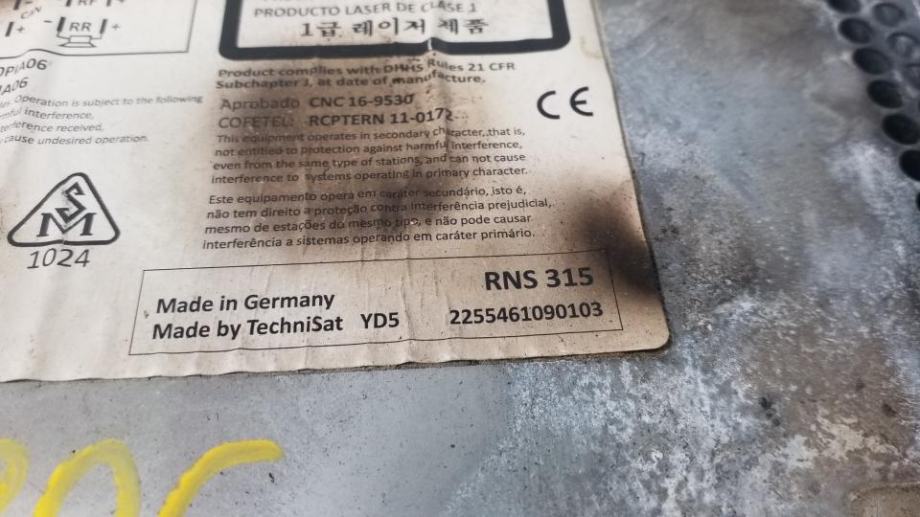 PRODUCTO LASER DE CLASE 1
1급 레이저 제품
CAN
RR
Product complies with DHHS Rules 21 CFR
Subchapter J, at date of manufacture.
Aprobado CNC 16-9530
COFETEL: RCPTERN 11-0172
CE
Operation is subject to the following
interference,
received,
cause undesired operation.
This equipment operates in secondary character, that is,
not entitled to protection against harmful interference,
even from the same type of stations, and can not cause
interference to systems operating in primary character.
Este equipamento opera em caráter secundário, isto é,
não tem direito a proteção contra interferência prejudicial,
mesmo de estações do mesmo tipo, e não pode causar
interferência a sistemas operando em caráter primário.
1024
RNS 315
Made in Germany
Made by TechniSat YD5 2255461090103